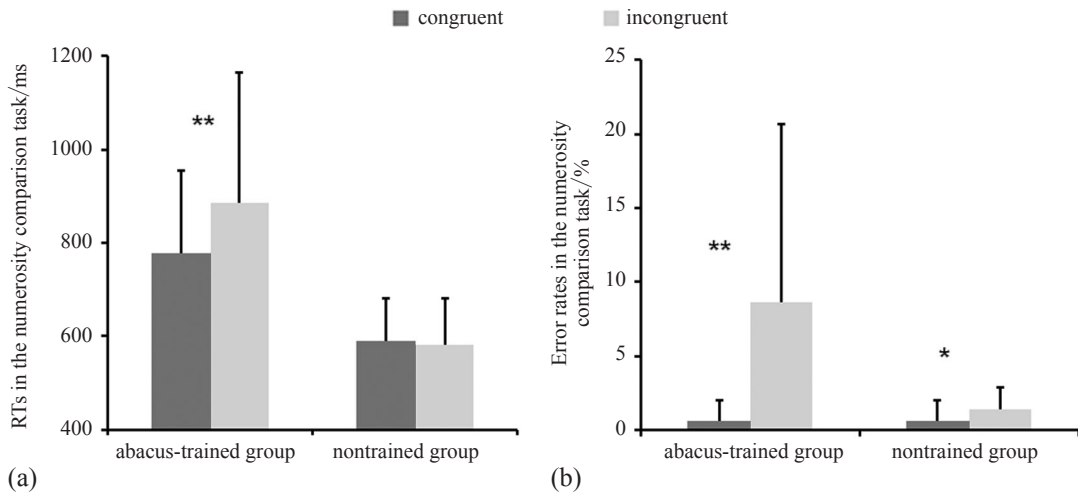 congruent
incongruent
RTs in the numerosity comparison task/ms
1200
1000
800
600
400
**
abacus-trained group
nontrained group
(a)
Error rates in the numerosity
comparison task/%
25
20
15
10
5
0
**
*
abacus-trained group
nontrained group
(b)